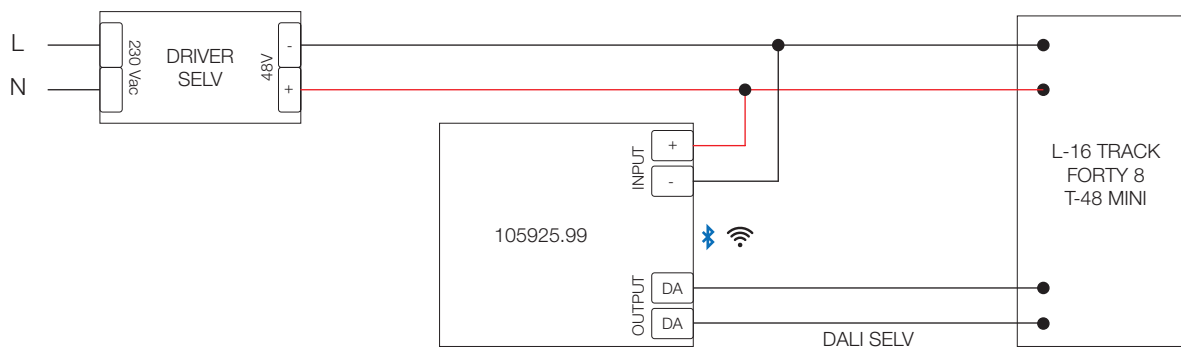 L
N
230 Vac
DRIVER
SELV
48V
-
+
INPUT
+
-
105925.99
OUTPUT
DA
DA
DALI SELV
L-16 TRACK
FORTY 8
T-48 MINI